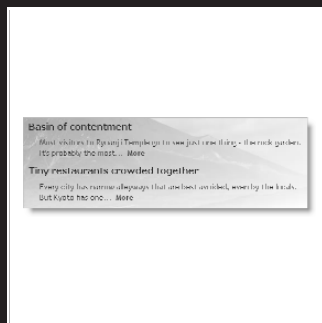 Basin of contentment
Most visitors to Ryoanji Temple go to see just one thing - the rock garden.
It's probably the most... More
Tiny restaurants crowded together
Every city has narrow alleyways that are best avoided, even by the locals.
But Kyoto has one... More